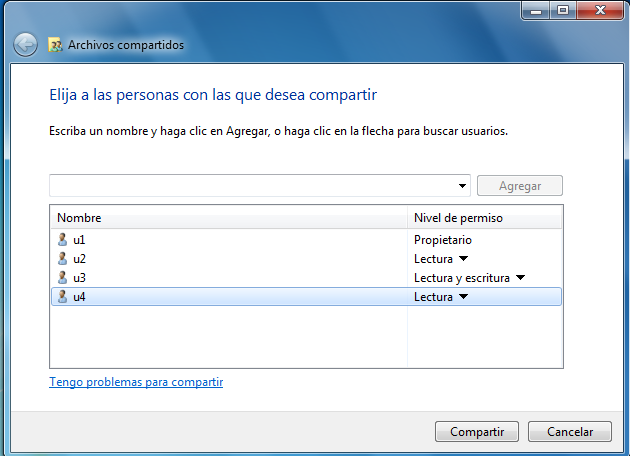 Archivos compartidos
Elija a las personas con las que desea compartir
Escriba un nombre y haga clic en Agregar, o haga clic en la flecha para buscar usuarios.
Agregar
Nombre Nivel de permiso
u1 Propietario
u2 Lectura
u3 Lectura y escritura
u4 Lectura
Tengo problemas para compartir
Compartir Cancelar